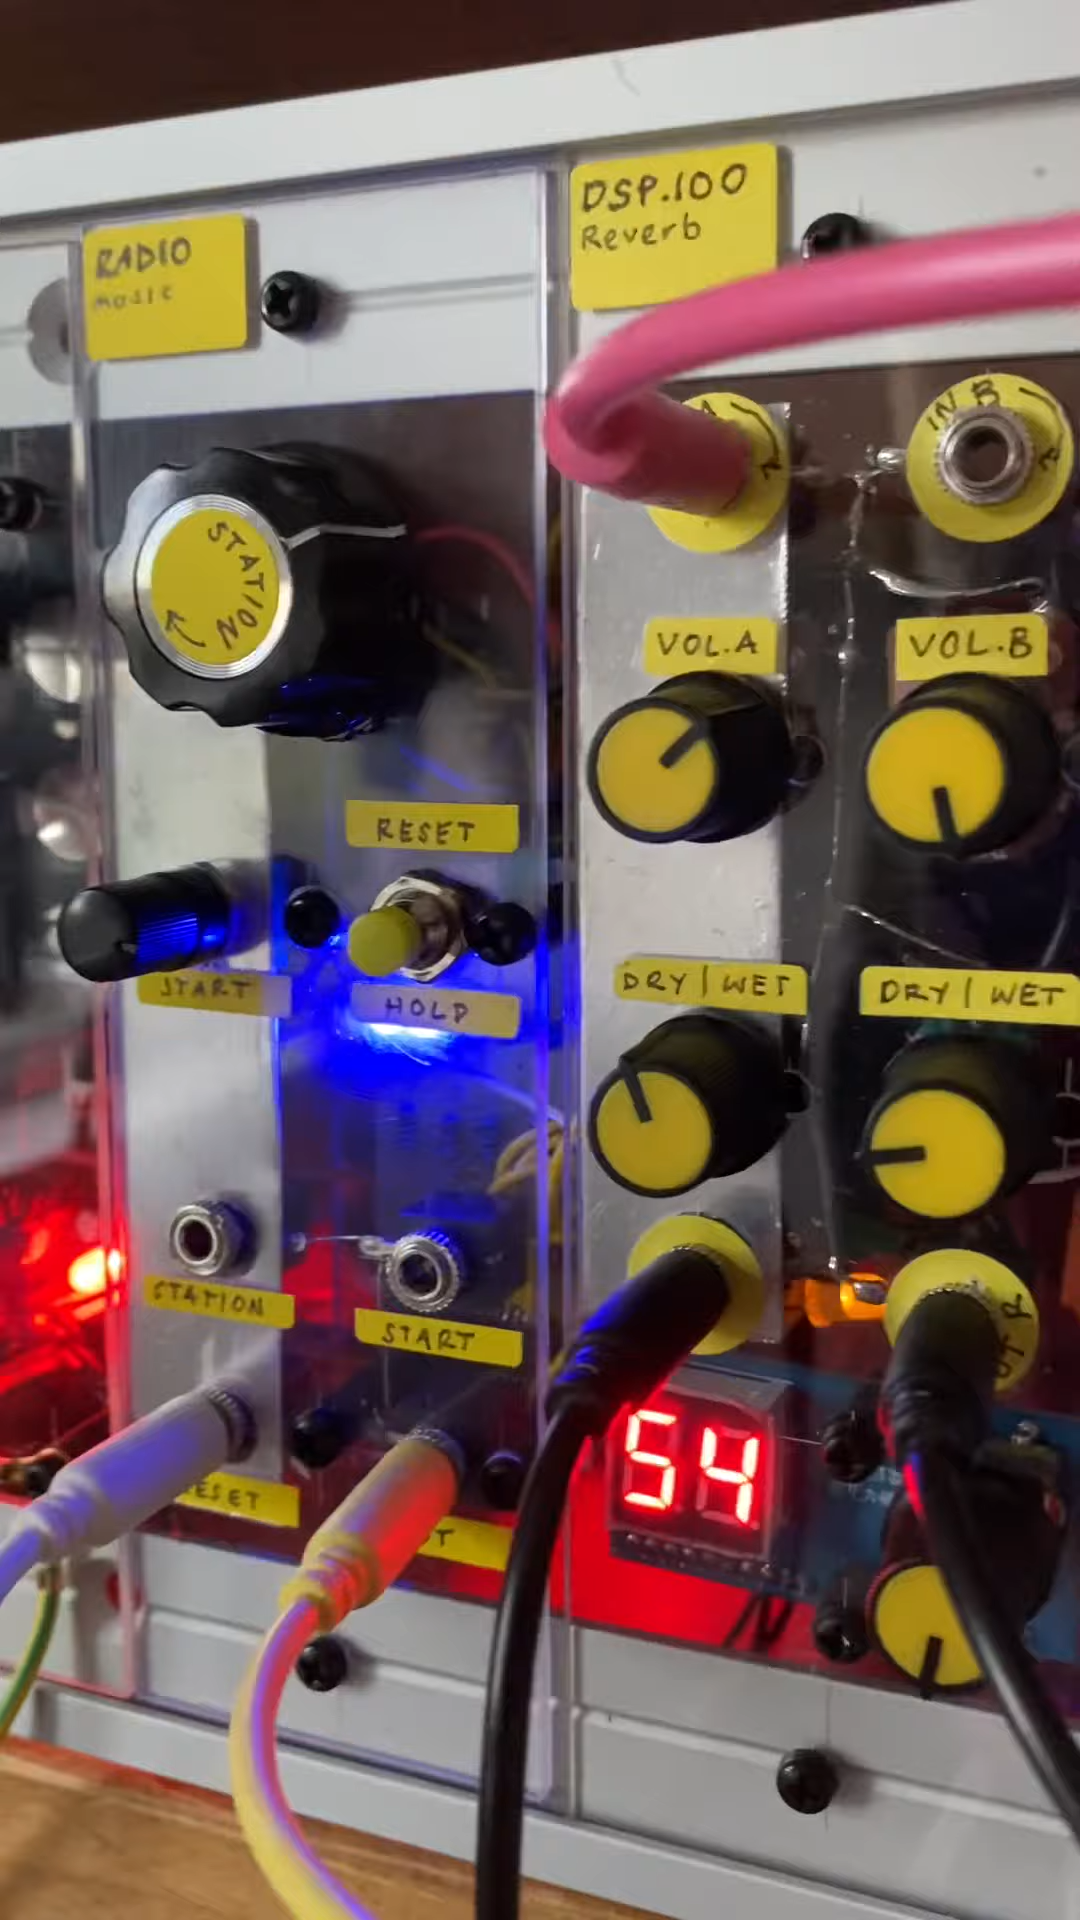 RADIO
music
DSP.100
Reverb
A
IN B
STATION
VOL.A
VOL.B
RESET
START
HOLD
DRY | WET
DRY | WET
STATION
START
54